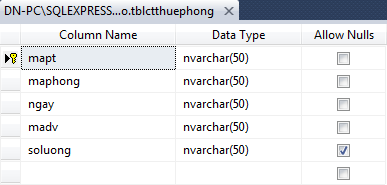 DN-PC\SQLEXPRESS...o.tblctthuephong
Column Name Data Type Allow Nulls
mapt nvarchar(50)
maphong nvarchar(50)
ngay nvarchar(50)
madv nvarchar(50)
soluong nvarchar(50)